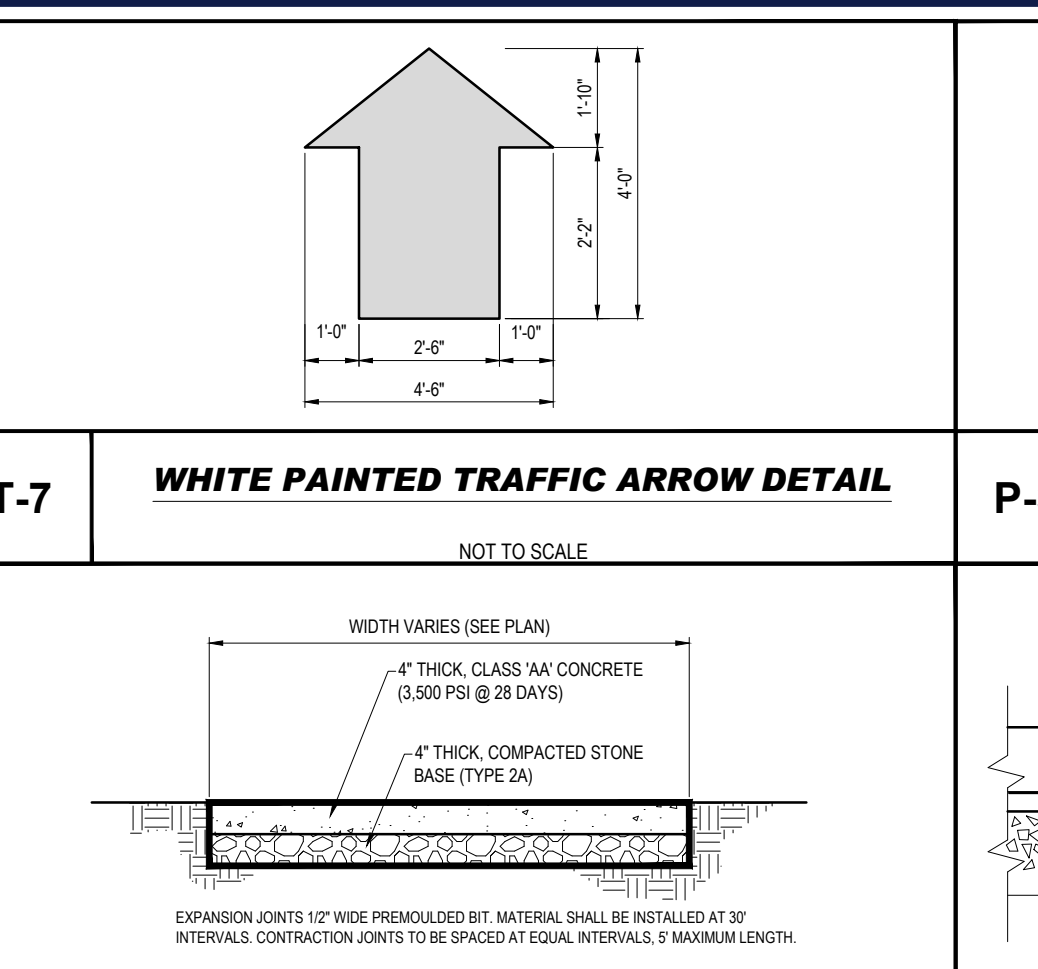 1'-10"
4'-0"
2'-2"
1'-0"
2'-6"
1'-0"
4'-6"
T-7
WHITE PAINTED TRAFFIC ARROW DETAIL
P-
NOT TO SCALE
WIDTH VARIES (SEE PLAN)
4" THICK, CLASS 'AA' CONCRETE
(3,500 PSI @ 28 DAYS)
4" THICK, COMPACTED STONE
BASE (TYPE 2A)
EXPANSION JOINTS 1/2" WIDE PREMOULDED BIT. MATERIAL SHALL BE INSTALLED AT 30'
INTERVALS. CONTRACTION JOINTS TO BE SPACED AT EQUAL INTERVALS, 5' MAXIMUM LENGTH.